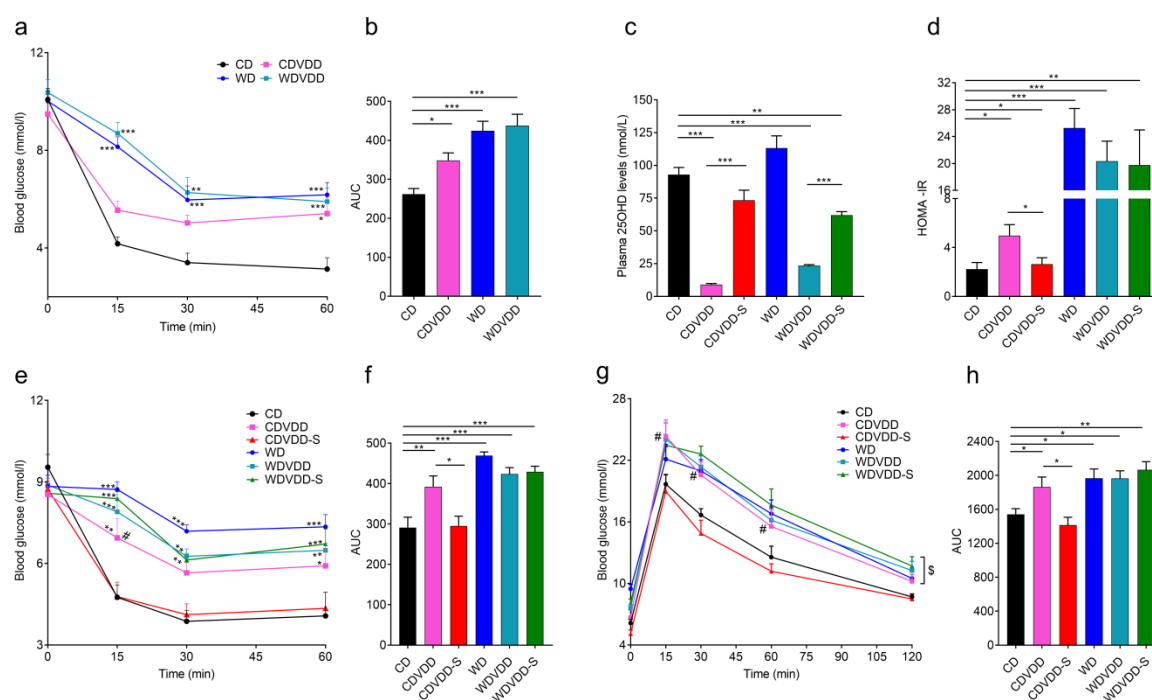 a
b
c
d
12
8
4
Blood glucose (mmol/l)
0
15
30
45
60
Time (min)
CD
CDVDD
WD
WDVDD
***
***
**
***
***
***
*
500
400
300
200
100
0
AUC
***
***
*
CD
CDVDD
WD
WDVDD
150
125
100
75
50
25
0
Plasma 25OHD levels (nmol/L)
**
***
***
***
***
CD
CDVDD
CDVDD-S
WD
WDVDD
WDVDD-S
32
28
24
20
16
8
4
0
HOMA -IR
**
***
***
*
*
*
CD
CDVDD
CDVDD-S
WD
WDVDD
WDVDD-S
e
f
g
h
12
9
6
3
Blood glucose (mmol/l)
0
15
30
45
60
Time (min)
CD
CDVDD
CDVDD-S
WD
WDVDD
WDVDD-S
***
***
***
** #
***
**
**
***
***
**
*
500
400
300
200
100
0
AUC
***
***
***
**
*
CD
CDVDD
CDVDD-S
WD
WDVDD
WDVDD-S
28
22
16
10
4
Blood glucose (mmol/l)
0
15
30
45
60
75
90
105
120
Time (min)
CD
CDVDD
CDVDD-S
WD
WDVDD
WDVDD-S
#
#
#
$
2400
2000
1600
1200
800
400
0
AUC
**
*
*
*
*
CD
CDVDD
CDVDD-S
WD
WDVDD
WDVDD-S